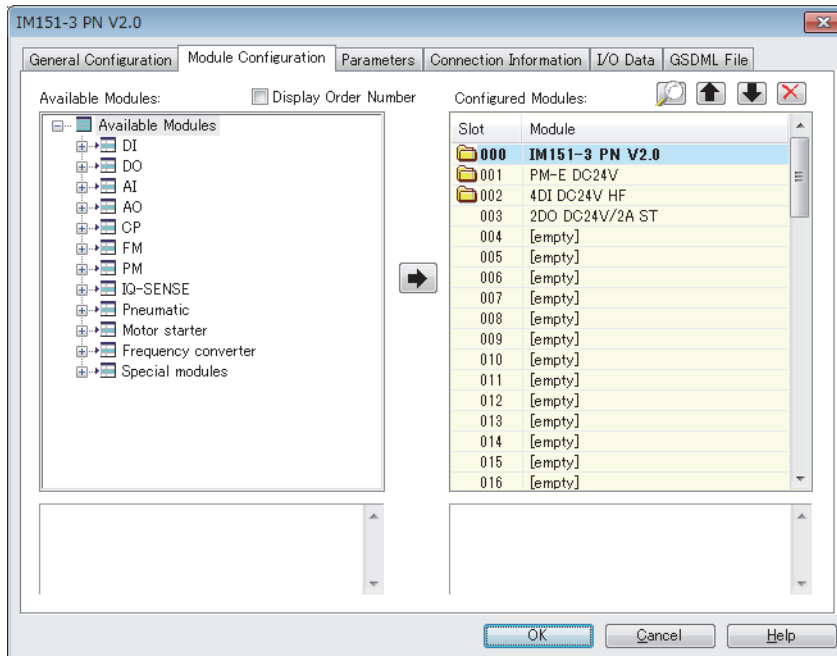 IM151-3 PN V2.0
General Configuration Module Configuration Parameters Connection Information I/O Data GSDML File
Available Modules: Display Order Number Configured Modules:
Available Modules
DI
DO
AI
AO
CP
FM
PM
IQ-SENSE
Pneumatic
Motor starter
Frequency converter
Special modules
Slot Module
000 IM151-3 PN V2.0
001 PM-E DC24V
002 4DI DC24V HF
003 2DO DC24V/2A ST
004 [empty]
005 [empty]
006 [empty]
007 [empty]
008 [empty]
009 [empty]
010 [empty]
011 [empty]
012 [empty]
013 [empty]
014 [empty]
015 [empty]
016 [empty]
OK Cancel Help